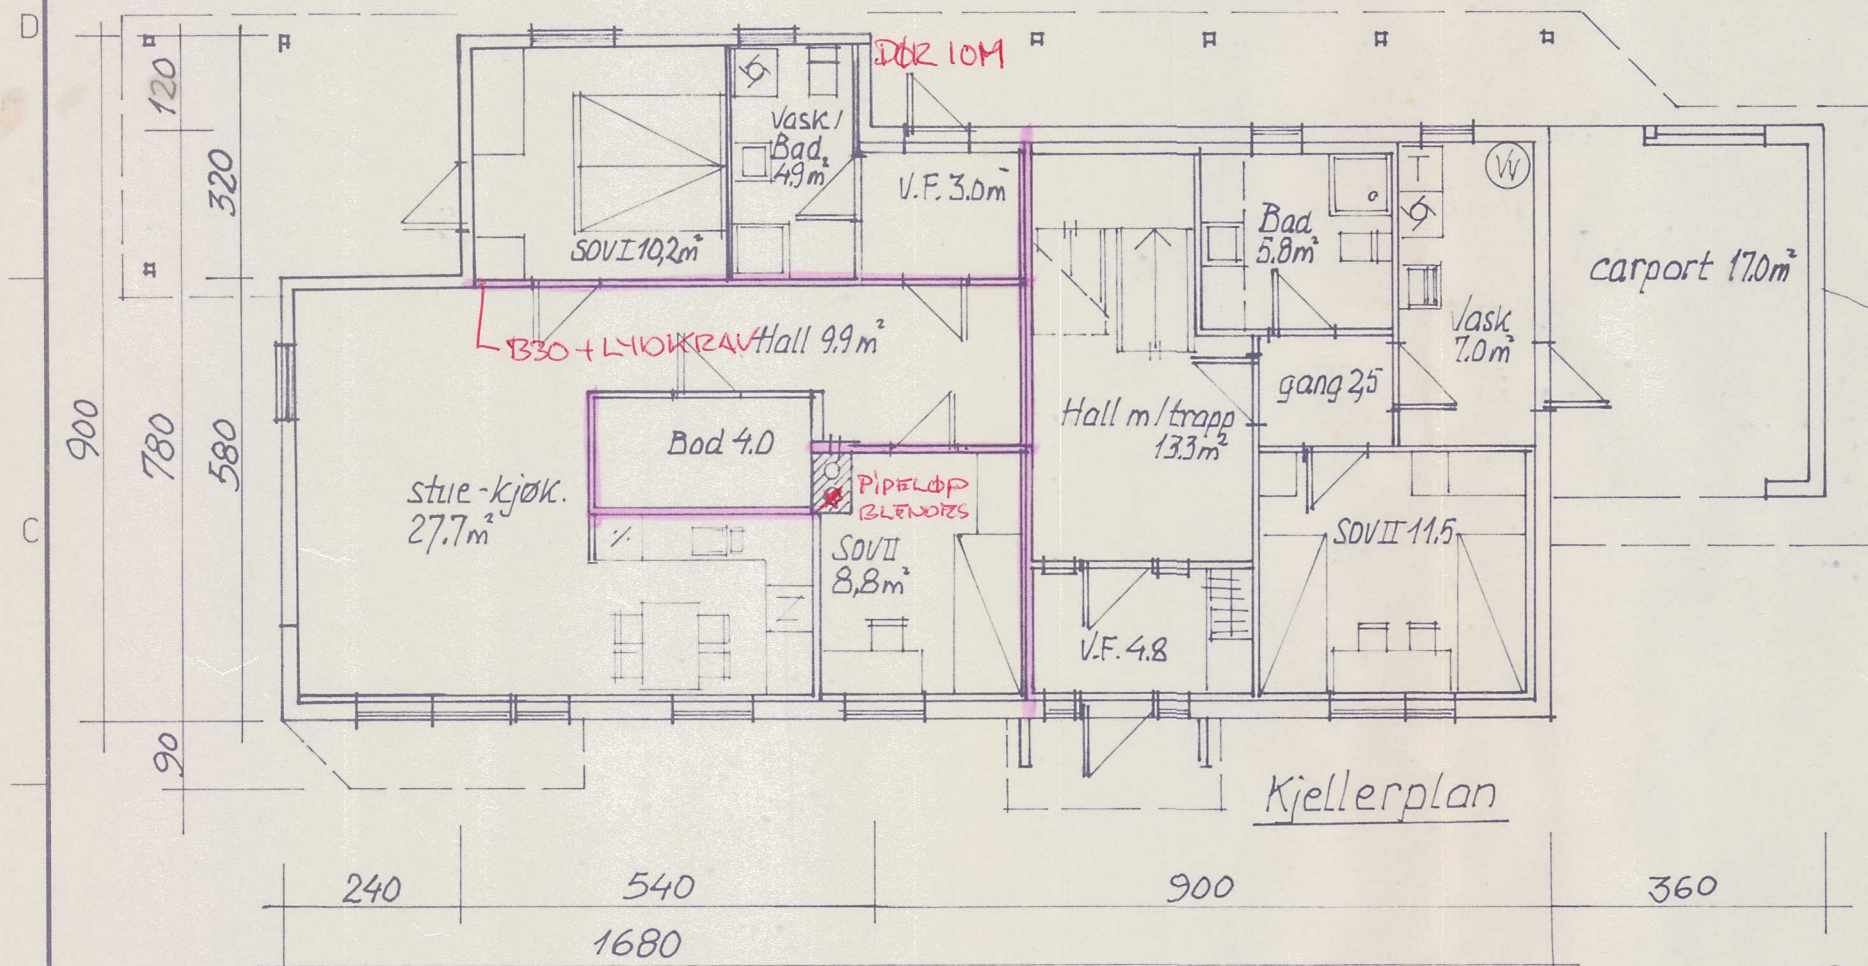 D
DØR 10M
120
320
Vask/
Bad
4.9m²
V.F. 3.0m²
SOV I 10,2m²
T
VV
Bad
5.8m²
carport 17.0m²
Vask
7.0m²
B30 + LYDKRAV
Hall 9.9m²
gang 2,5
Hall m/trapp
13.3m²
900
780
580
Bod 4.0
stue-kjøk.
27.7m²
PIPELØP
BLENDES
C
SOV II
8,8m²
SOV II 11.5
V.F. 4.8
90
Kjellerplan
240
540
900
360
1680